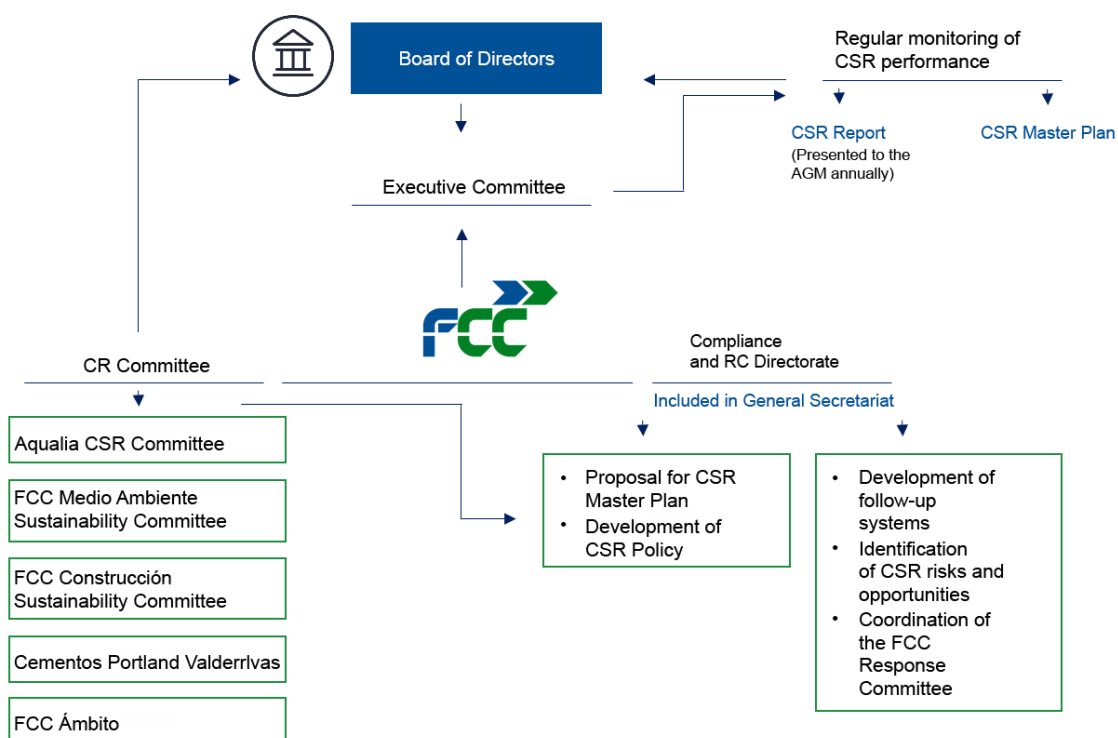 Board of Directors
Regular monitoring of
CSR performance
CSR Report
(Presented to the
AGM annually)
CSR Master Plan
Executive Committee
FCC
CR Committee
Compliance
and RC Directorate
Included in General Secretariat
Aqualia CSR Committee
FCC Medio Ambiente
Sustainability Committee
FCC Construcción
Sustainability Committee
Cementos Portland Valderrlvas
FCC Ámbito
• Proposal for CSR
Master Plan
• Development of
CSR Policy
• Development of
follow-up
systems
• Identification
of CSR risks and
opportunities
• Coordination of
the FCC
Response
Committee